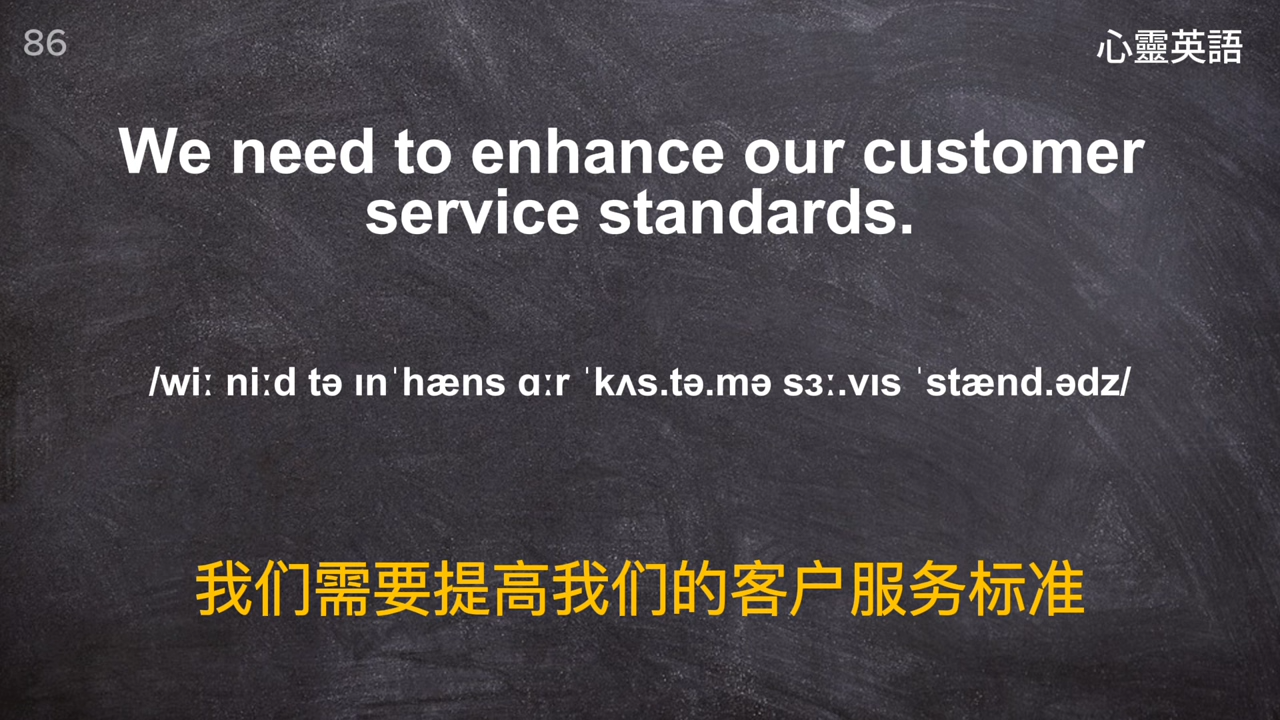 86
心靈英語
We need to enhance our customer
service standards.
/wiː niːd tə ɪnˈhæns ɑːr ˈkʌs.tə.mə sɜː.vɪs ˈstænd.ədz/
我们需要提高我们的客户服务标准